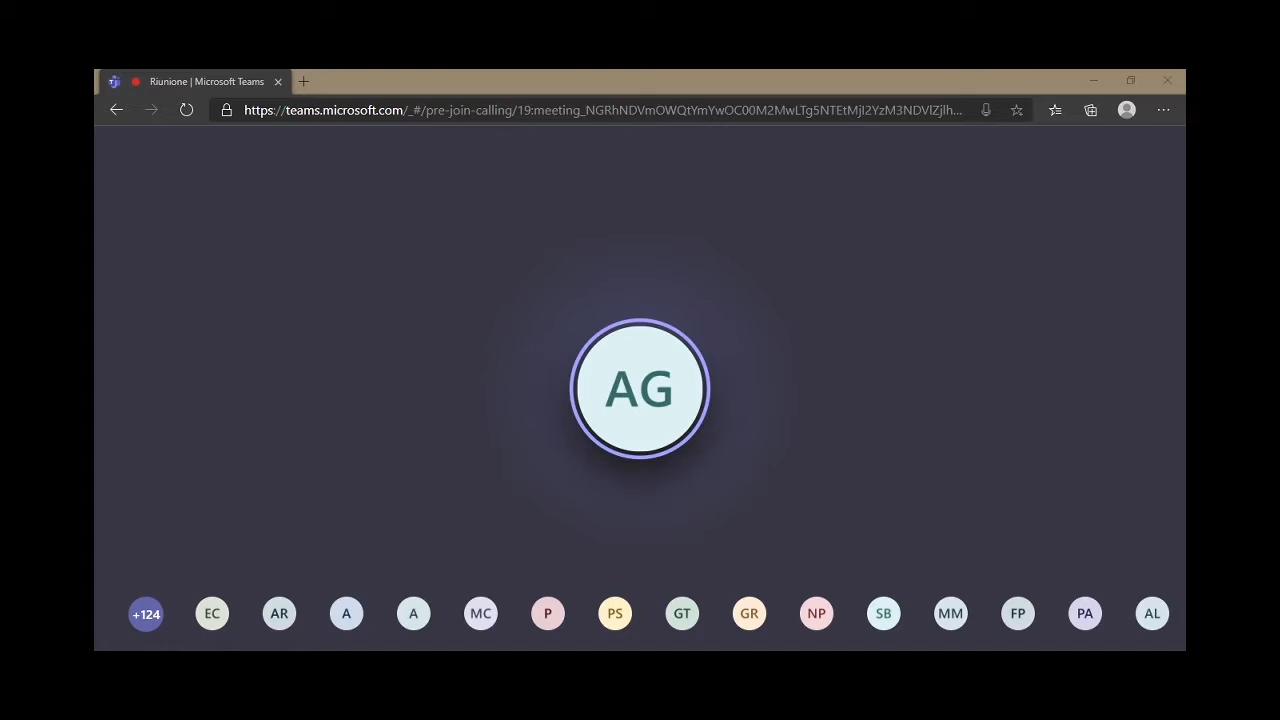 Riunione | Microsoft Teams
https://teams.microsoft.com/_#/pre-join-calling/19:meeting_NGRhNDVmOWQtYmYwOC00M2MwLTg5NTEtMjI2YzM3NDVlZjlh...
AG
+124 EC AR A A MC P PS GT GR NP SB MM FP PA AL